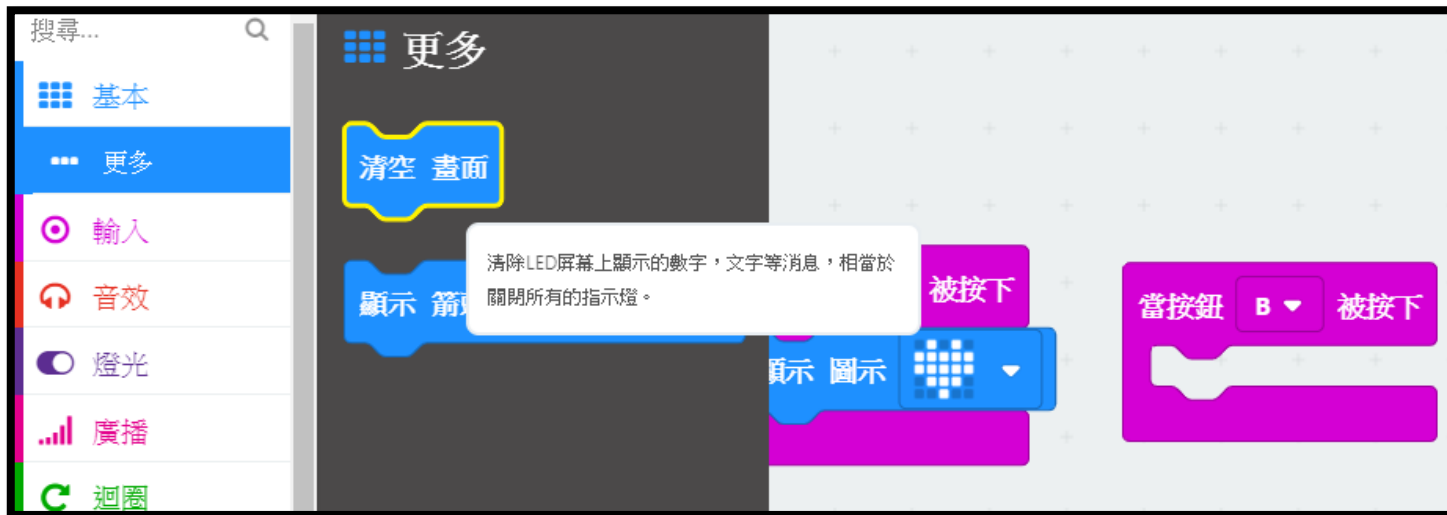 搜尋...
基本
更多
輸入
音效
燈光
廣播
迴圈
更多
清空 畫面
清除LED屏幕上顯示的數字，文字等消息，相當於
關閉所有的指示燈。
顯示
被按下
顯示 圖示
當按鈕 B 被按下